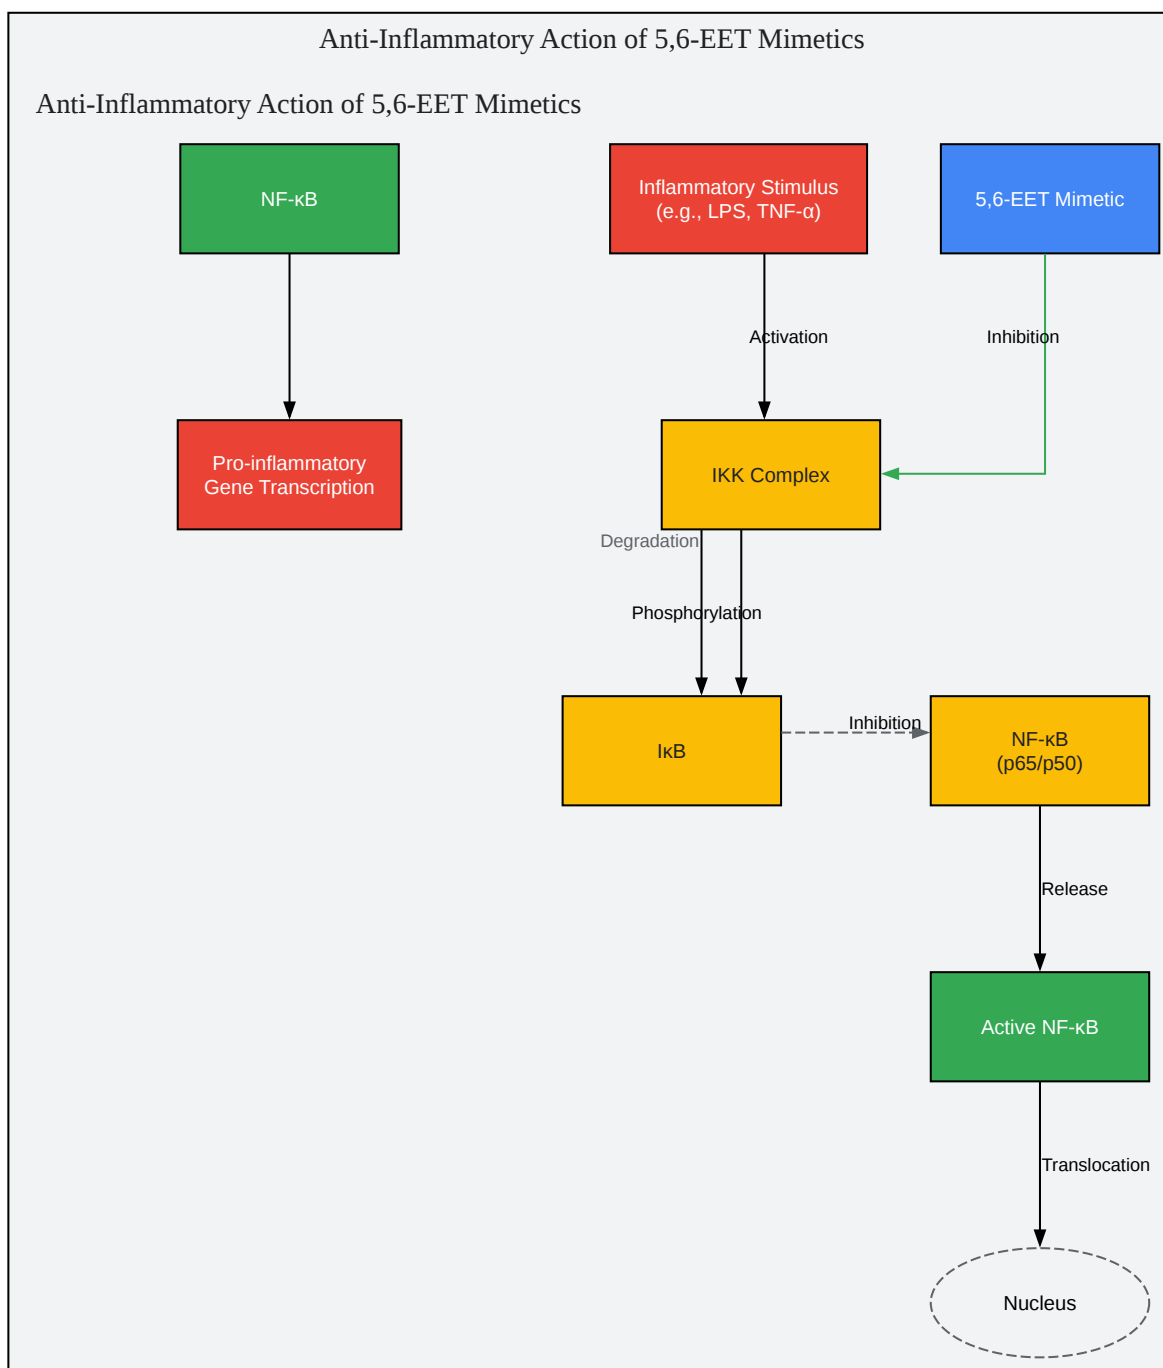 Anti-Inflammatory Action of 5,6-EET Mimetics
Anti-Inflammatory Action of 5,6-EET Mimetics
NF-κB
Inflammatory Stimulus
(e.g., LPS, TNF-α)
5,6-EET Mimetic
Activation
Inhibition
Pro-inflammatory
Gene Transcription
IKK Complex
Degradation
Phosphorylation
IκB
Inhibition
NF-κB
(p65/p50)
Release
Active NF-κB
Translocation
Nucleus